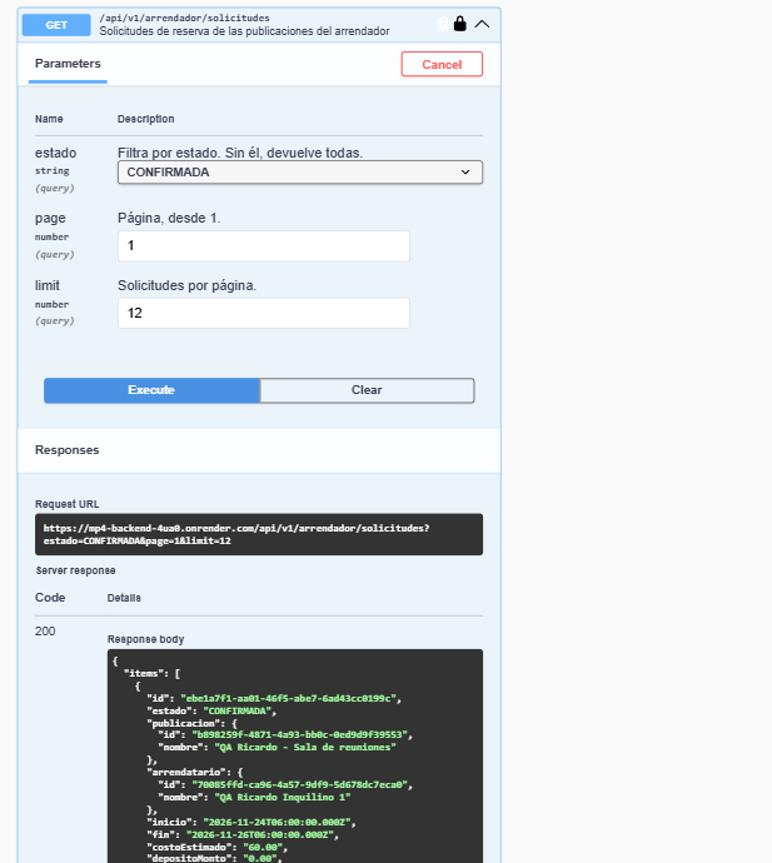 GET /api/v1/arrendador/solicitudes
Solicitudes de reserva de las publicaciones del arrendador
Parameters
Cancel
Name Description
estado Filtra por estado. Sin él, devuelve todas.
string CONFIRMADA
(query)
page Página, desde 1.
number 1
(query)
limit Solicitudes por página.
number 12
(query)
Execute Clear
Responses
Request URL
https://mp4-backend-4ua0.onrender.com/api/v1/arrendador/solicitudes?
estado=CONFIRMADA&page=1&limit=12
Server response
Code Details
200
Response body
{
"items": [
{
"id": "ebe1a7f1-aa01-46f5-abe7-6ad43cc0199c",
"estado": "CONFIRMADA",
"publicacion": {
"id": "b898259f-4871-4a93-bb0c-0ed9d9f39553",
"nombre": "QA Ricardo - Sala de reuniones"
},
"arrendatario": {
"id": "70085ffd-ca96-4a57-9df9-5d678dc7eca0",
"nombre": "QA Ricardo Inquilino 1"
},
"inicio": "2026-11-24T06:00:00.000Z",
"fin": "2026-11-26T06:00:00.000Z",
"costoEstimado": "60.00",
"depositoMonto": "0.00",